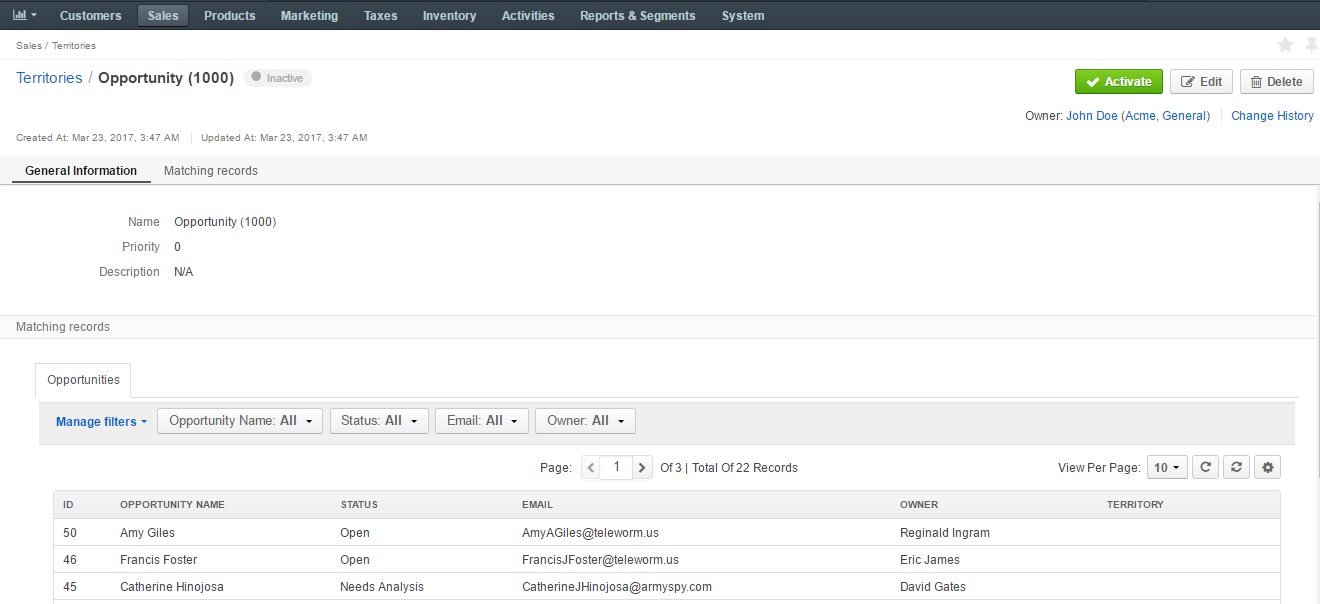 Customers Sales Products Marketing Taxes Inventory Activities Reports & Segments System
Sales / Territories
Territories / Opportunity (1000) Inactive Activate Edit Delete
Owner: John Doe (Acme, General) Change History
Created At: Mar 23, 2017, 3:47 AM Updated At: Mar 23, 2017, 3:47 AM
General Information Matching records
Name Opportunity (1000)
Priority 0
Description N/A
Matching records
Opportunities
Manage filters Opportunity Name: All Status: All Email: All Owner: All
Page: 1 Of 3 | Total Of 22 Records View Per Page: 10
ID OPPORTUNITY NAME STATUS EMAIL OWNER TERRITORY
50 Amy Giles Open AmyAGiles@teleworm.us Reginald Ingram
46 Francis Foster Open FrancisJFoster@teleworm.us Eric James
45 Catherine Hinojosa Needs Analysis CatherineJHinojosa@armyspy.com David Gates